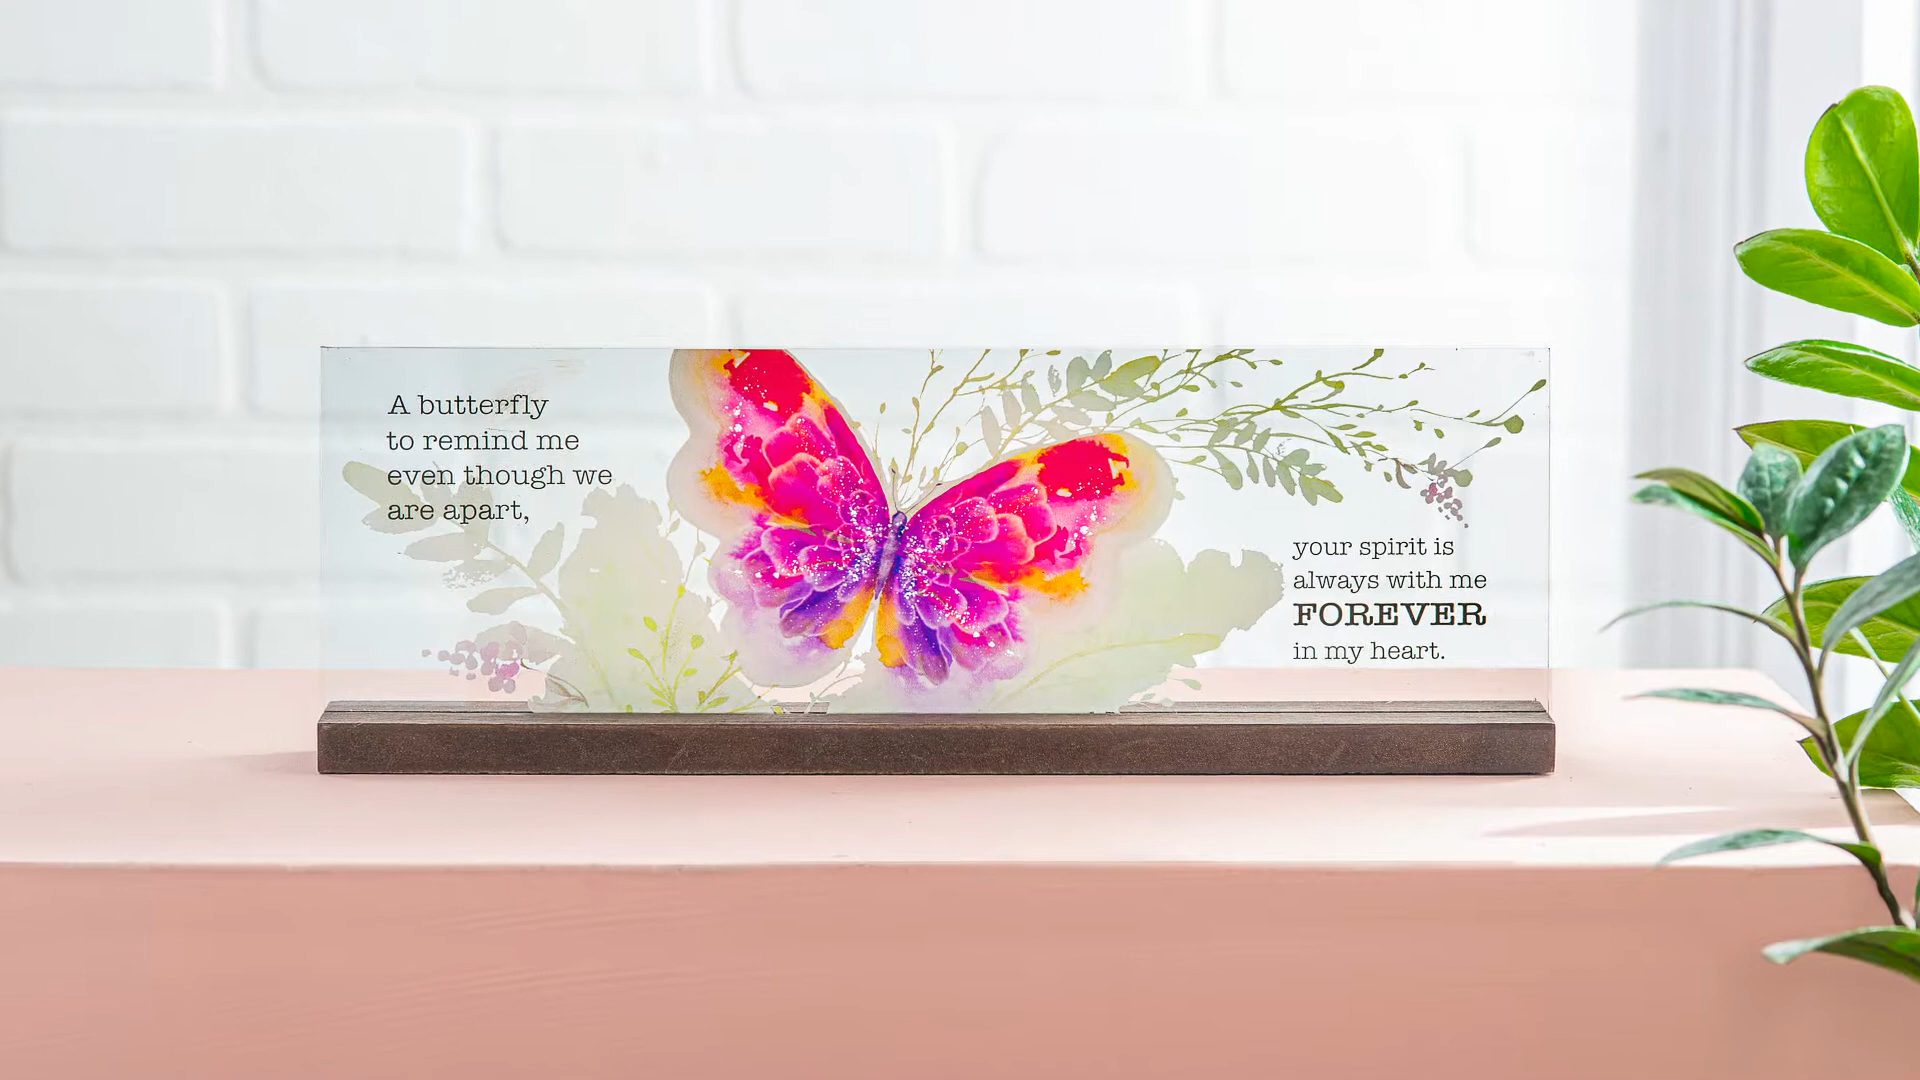 A butterfly
to remind me
even though we
are apart,
your spirit is
always with me
FOREVER
in my heart.